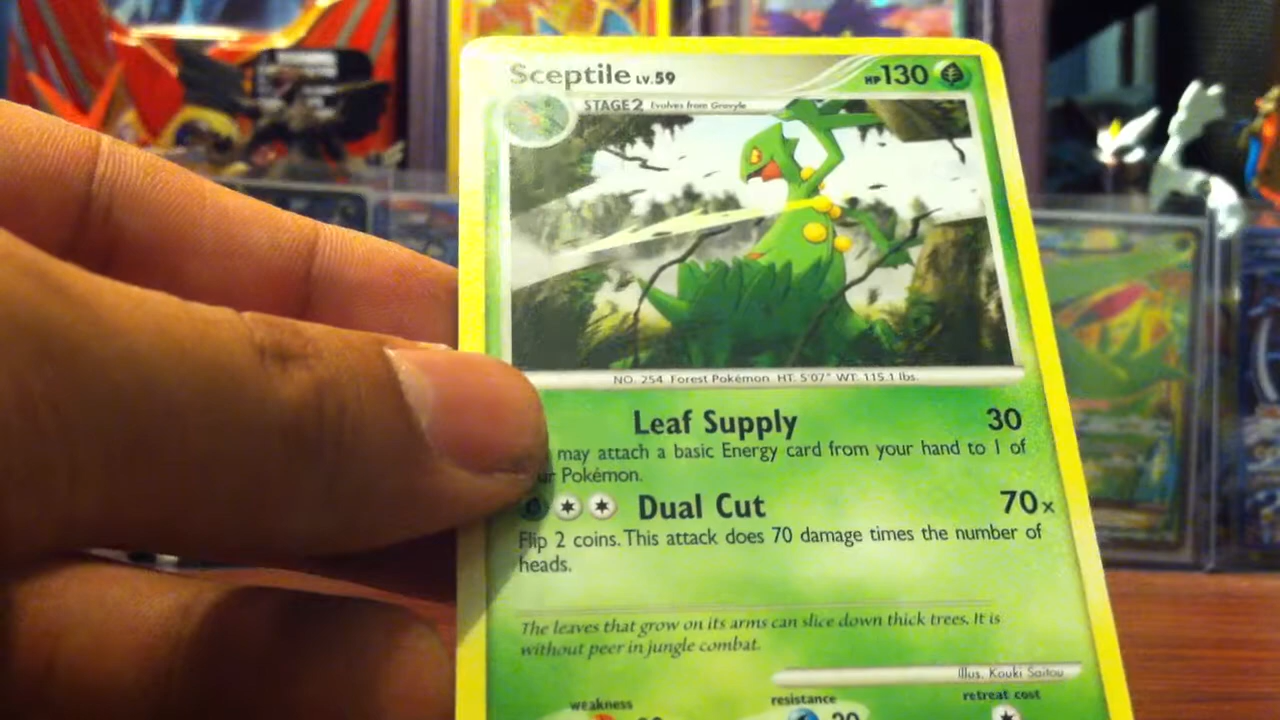 Sceptile LV.59 HP 130
STAGE2 Evolves from Grovyle
NO. 254 Forest Pokémon HT: 5'07" WT: 115.1 lbs.
Leaf Supply 30
may attach a basic Energy card from your hand to 1 of
ur Pokémon.
Dual Cut 70x
Flip 2 coins. This attack does 70 damage times the number of
heads.
The leaves that grow on its arms can slice down thick trees. It is
without peer in jungle combat.
Illus. Kouki Saitou
weakness resistance retreat cost